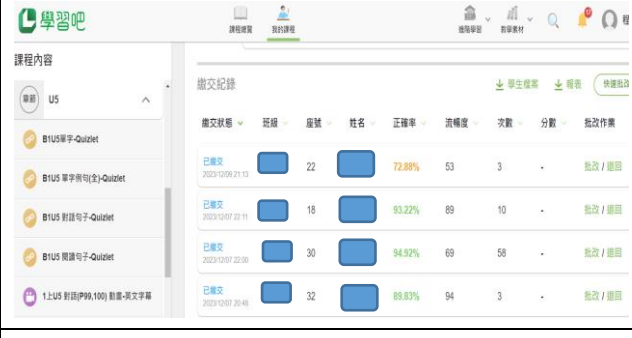 學習吧
課程總覽 我的課程 進階學習 教學素材
課程內容
章節 U5
B1U5單字-Quizlet
B1U5 單字例句(全)-Quizlet
B1U5 對話句子-Quizlet
B1U5 閱讀句子-Quizlet
1上U5 對話(P99,100) 動畫-英文字幕
繳交紀錄 學生檔案 報表 快速批改
繳交狀態 班級 座號 姓名 正確率 流暢度 次數 分數 批改作業
已繳交 22 72.88% 53 3 - 批改 / 退回
2023/12/09 21:13
已繳交 18 93.22% 89 10 - 批改 / 退回
2023/12/07 22:11
已繳交 30 94.92% 69 58 - 批改 / 退回
2023/12/07 22:00
已繳交 32 89.83% 94 3 - 批改 / 退回
2023/12/07 20:48